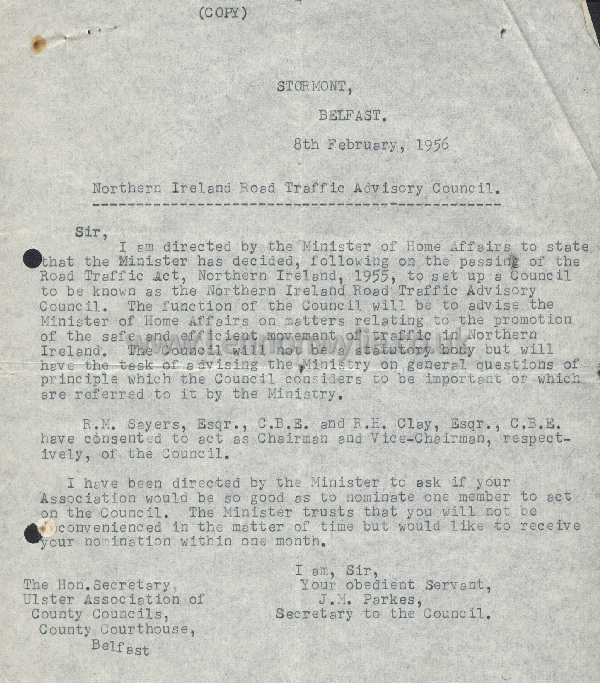 (COPY)
STORMONT,
BELFAST.
8th February, 1956
Northern Ireland Road Traffic Advisory Council.
Sir,
I am directed by the Minister of Home Affairs to state
that the Minister has decided, following on the passing of the
Road Traffic Act, Northern Ireland, 1955, to set up a Council
to be known as the Northern Ireland Road Traffic Advisory
Council. The function of the Council will be to advise the
Minister of Home Affairs on matters relating to the promotion
of the safe and efficient movement of traffic in Northern
Ireland. The Council will not be a statutory body but will
have the task of advising the Ministry on general questions of
principle which the Council considers to be important or which
are referred to it by the Ministry.
R.M. Sayers, Esqr., C.B.E. and R.H. Clay, Esqr., C.B.E.
have consented to act as Chairman and Vice-Chairman, respect-
ively, of the Council.
I have been directed by the Minister to ask if your
Association would be so good as to nominate one member to act
on the Council. The Minister trusts that you will not be
convenienced in the matter of time but would like to receive
your nomination within one month.
I am, Sir,
The Hon.Secretary, Your obedient Servant,
Ulster Association of J.M. Parkes,
County Councils, Secretary to the Council.
County Courthouse,
Belfast